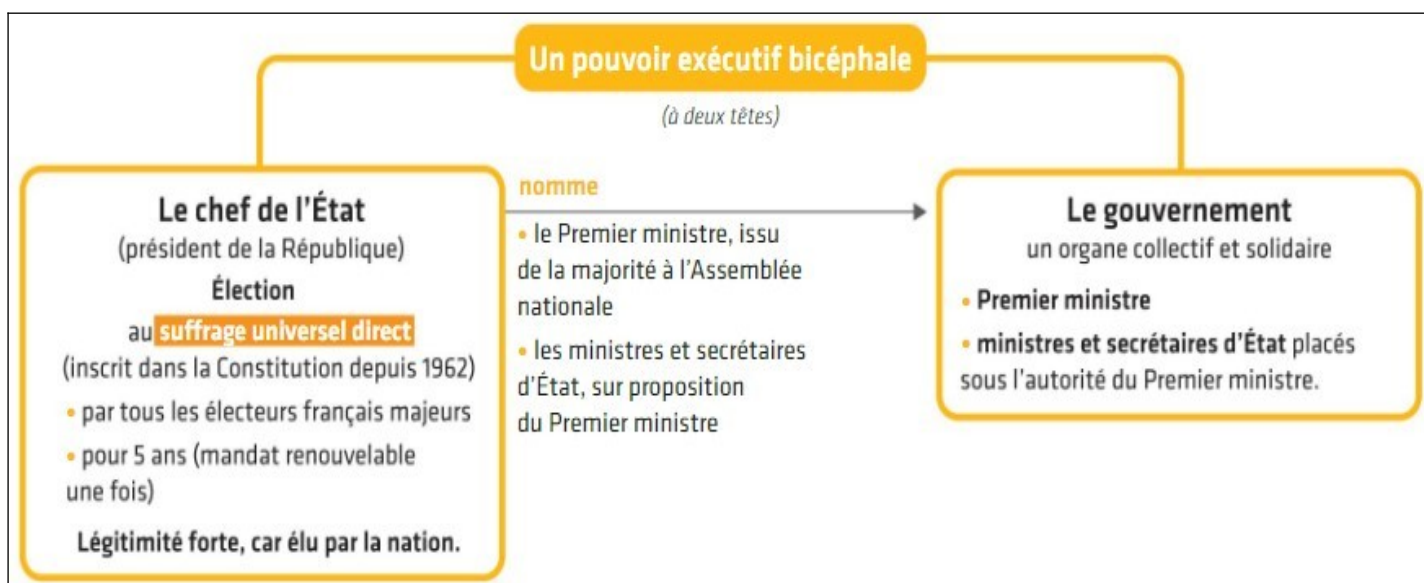 Un pouvoir exécutif bicéphale
(à deux têtes)
Le chef de l'État
(président de la République)
Élection
au suffrage universel direct
(inscrit dans la Constitution depuis 1962)
• par tous les électeurs français majeurs
• pour 5 ans (mandat renouvelable
une fois)
Légitimité forte, car élu par la nation.
nomme
• le Premier ministre, issu
de la majorité à l'Assemblée
nationale
• les ministres et secrétaires
d'État, sur proposition
du Premier ministre
Le gouvernement
un organe collectif et solidaire
• Premier ministre
• ministres et secrétaires d'État placés
sous l'autorité du Premier ministre.